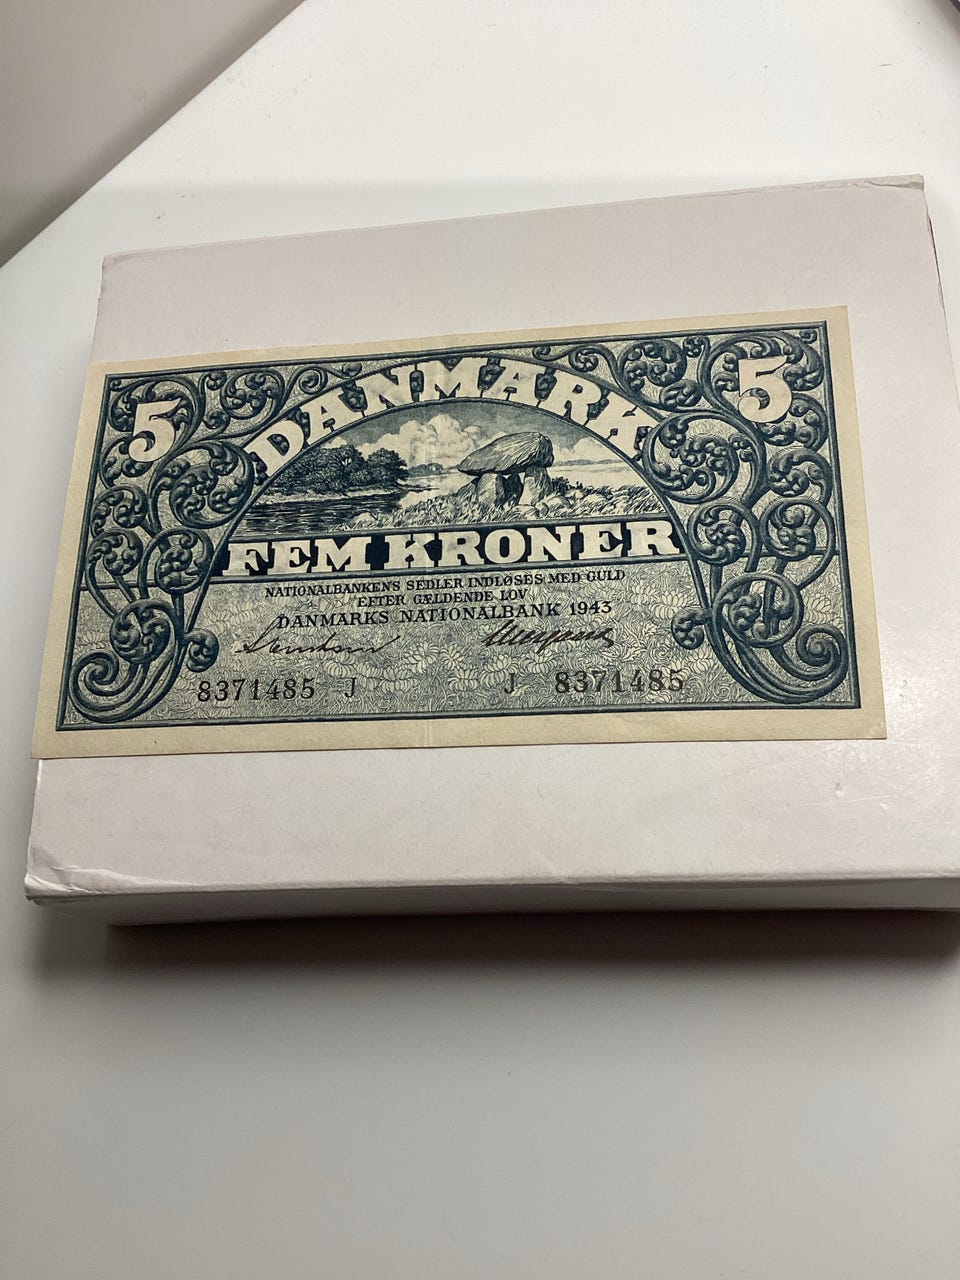 5 5
DANMARK
FEM KRONER
NATIONALBANKENS SEDLER INDLØSES MED GULD
EFTER GÆLDENDE LOV
DANMARKS NATIONALBANK 1943
8371485 J J 8371485